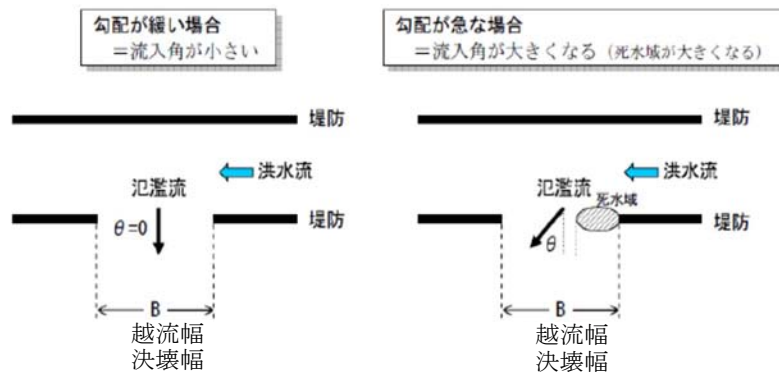 勾配が緩い場合
＝流入角が小さい
堤防
洪水流
氾濫流
θ=0
堤防
B
越流幅
決壊幅
勾配が急な場合
＝流入角が大きくなる（死水域が大きくなる）
堤防
洪水流
氾濫流
死水域
堤防
θ
B
越流幅
決壊幅